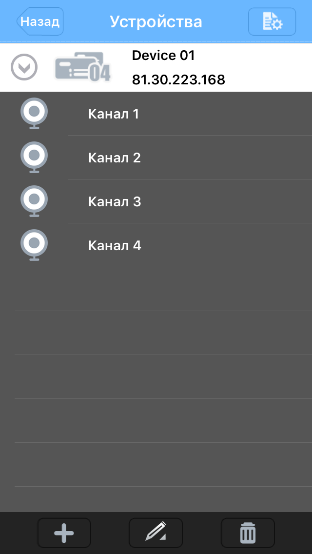 Назад
Устройства
Device 01
04
81.30.223.168
Канал 1
Канал 2
Канал 3
Канал 4